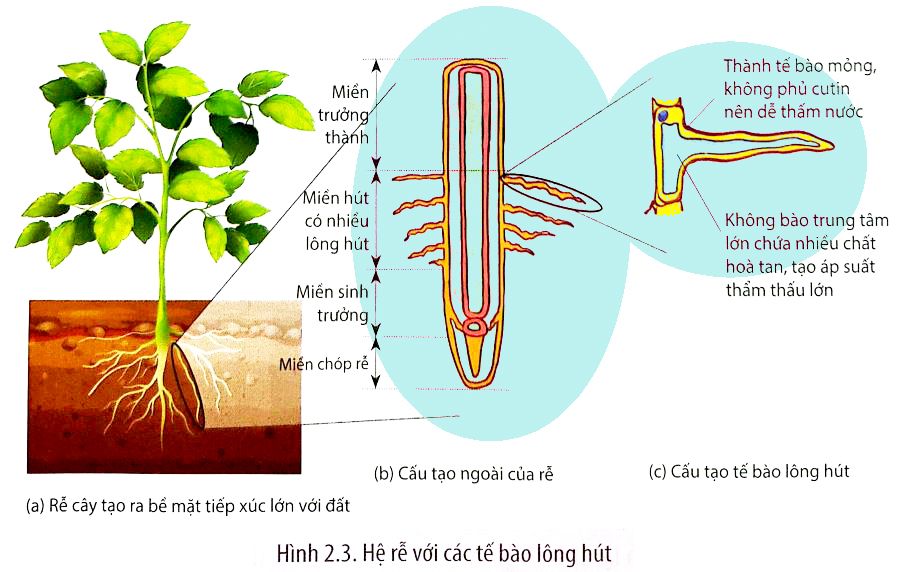 Miền
trưởng
thành
Miền hút
có nhiều
lông hút
Miền sinh
trưởng
Miền chóp rễ
Thành tế bào mỏng,
không phủ cutin
nên dễ thấm nước
Không bào trung tâm
lớn chứa nhiều chất
hoà tan, tạo áp suất
thẩm thấu lớn
(a) Rễ cây tạo ra bề mặt tiếp xúc lớn với đất
(b) Cấu tạo ngoài của rễ
(c) Cấu tạo tế bào lông hút
Hình 2.3. Hệ rễ với các tế bào lông hút